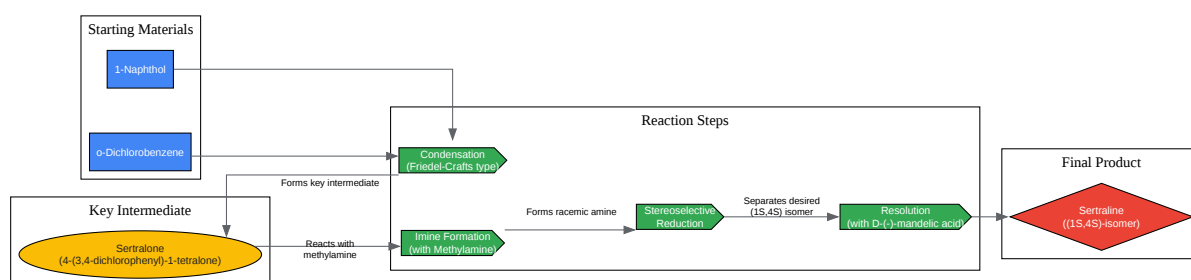 Starting Materials
1-Naphthol
o-Dichlorobenzene
Reaction Steps
Condensation
(Friedel-Crafts type)
Forms key intermediate
Key Intermediate
Sertralone
(4-(3,4-dichlorophenyl)-1-tetralone)
Reacts with
methylamine
Imine Formation
(with Methylamine)
Forms racemic amine
Stereoselective
Reduction
Separates desired
(1S,4S) isomer
Resolution
(with D-(-)-mandelic acid)
Final Product
Sertraline
((1S,4S)-isomer)